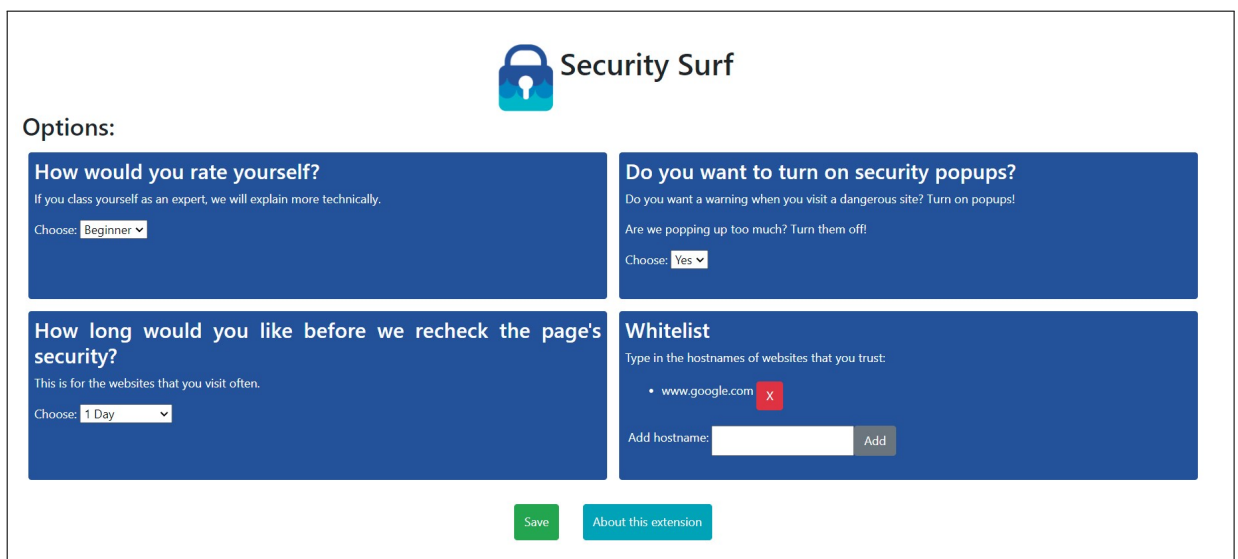 Security Surf
Options:
How would you rate yourself?
If you class yourself as an expert, we will explain more technically.
Choose: Beginner
Do you want to turn on security popups?
Do you want a warning when you visit a dangerous site? Turn on popups!
Are we popping up too much? Turn them off!
Choose: Yes
How long would you like before we recheck the page's
security?
This is for the websites that you visit often.
Choose: 1 Day
Whitelist
Type in the hostnames of websites that you trust:
• www.google.com X
Add hostname: Add
Save About this extension